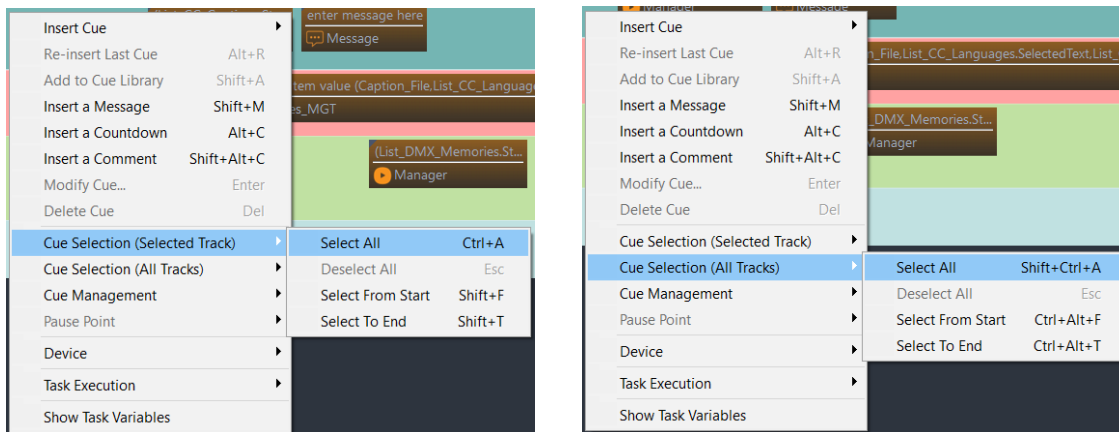 enter message here
Message
Insert Cue
Re-insert Last Cue Alt+R
Add to Cue Library Shift+A
Insert a Message Shift+M
Insert a Countdown Alt+C
Insert a Comment Shift+Alt+C
Modify Cue... Enter
Delete Cue Del
Cue Selection (Selected Track)
Cue Selection (All Tracks)
Cue Management
Pause Point
Device
Task Execution
Show Task Variables
tem value (Caption_File,List_CC_Language
es_MGT
(List_DMX_Memories.St...
Manager
Select All Ctrl+A
Deselect All Esc
Select From Start Shift+F
Select To End Shift+T
Manager
Message
Insert Cue
Re-insert Last Cue Alt+R
Add to Cue Library Shift+A
Insert a Message Shift+M
Insert a Countdown Alt+C
Insert a Comment Shift+Alt+C
Modify Cue... Enter
Delete Cue Del
Cue Selection (Selected Track)
Cue Selection (All Tracks)
Cue Management
Pause Point
Device
Task Execution
Show Task Variables
n_File,List_CC_Languages.SelectedText,List_
_DMX_Memories.St...
Manager
Select All Shift+Ctrl+A
Deselect All Esc
Select From Start Ctrl+Alt+F
Select To End Ctrl+Alt+T